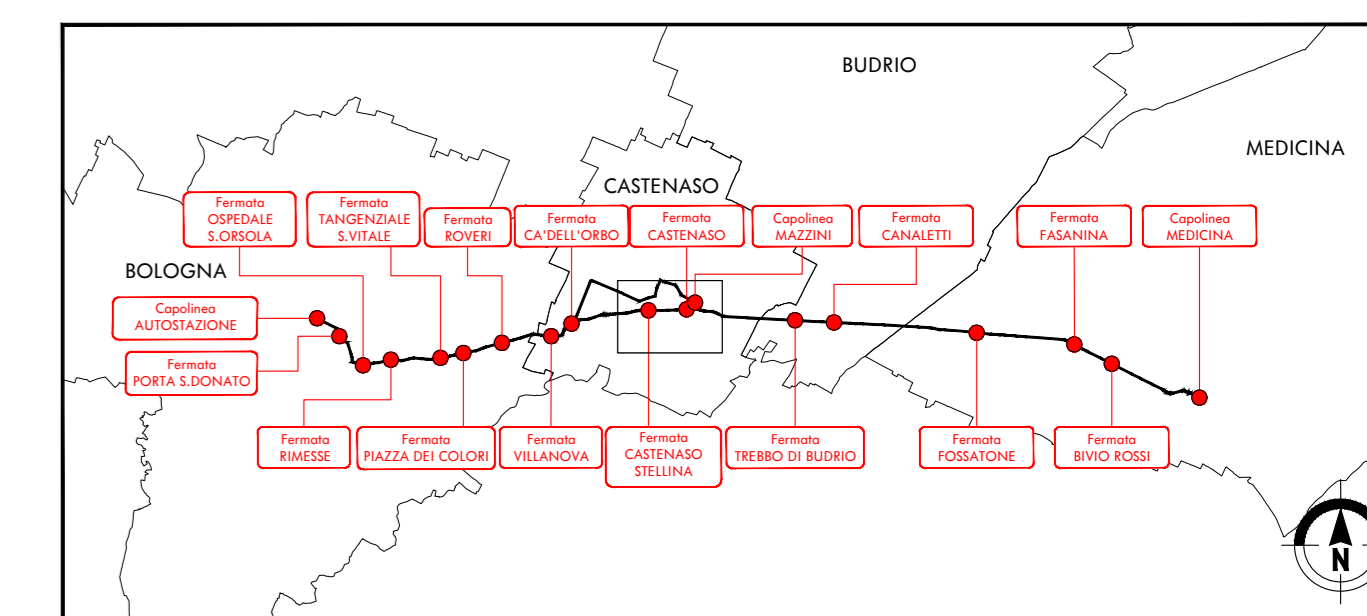 BUDRIO
MEDICINA
CASTENASO
Fermata
OSPEDALE
S.ORSOLA
Fermata
TANGENZIALE
S.VITALE
Fermata
ROVERI
Fermata
CA'DELL'ORBO
Fermata
CASTENASO
Capolinea
MAZZINI
Fermata
CANALETTI
Fermata
FASANINA
Capolinea
MEDICINA
BOLOGNA
Capolinea
AUTOSTAZIONE
Fermata
PORTA S.DONATO
Fermata
RIMESSE
Fermata
PIAZZA DEI COLORI
Fermata
VILLANOVA
Fermata
CASTENASO
STELLINA
Fermata
TREBBO DI BUDRIO
Fermata
FOSSATONE
Fermata
BIVIO ROSSI
N